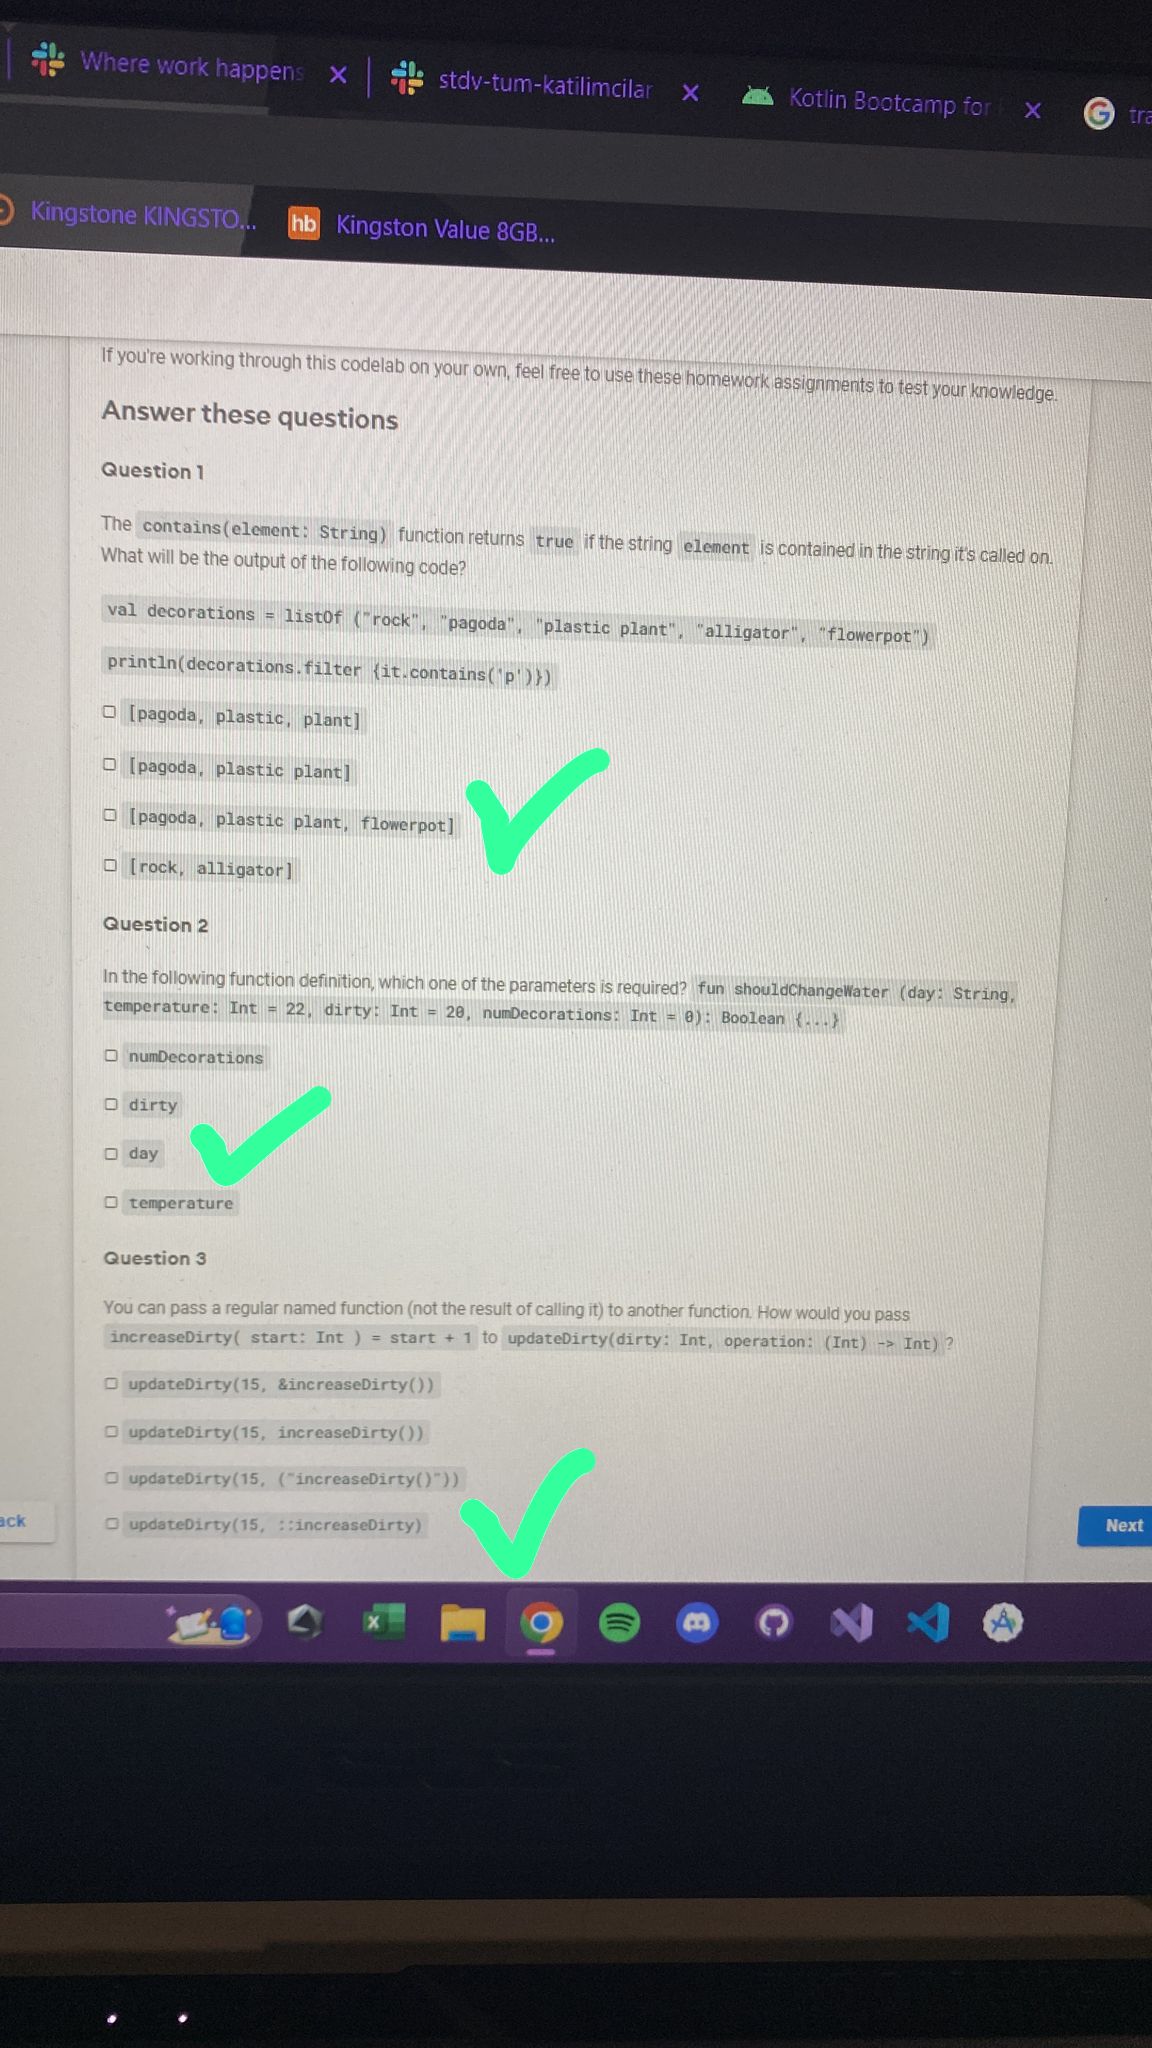 Where work happens
stdv-tum-katilimcilar
Kotlin Bootcamp for
Kingstone KINGSTO...
hb
Kingston Value 8GB...
If you're working through this codelab on your own, feel free to use these homework assignments to test your knowledge.
Answer these questions
Question 1
The contains(element: String) function returns true if the string element is contained in the string it's called on.
What will be the output of the following code?
val decorations = listOf ("rock", "pagoda", "plastic plant", "alligator", "flowerpot")
println(decorations.filter {it.contains('p')})
[pagoda, plastic, plant]
[pagoda, plastic plant]
[pagoda, plastic plant, flowerpot]
[rock, alligator]
Question 2
In the following function definition, which one of the parameters is required? fun shouldChangeWater (day: String,
temperature: Int = 22, dirty: Int = 20, numDecorations: Int = 0): Boolean {...}
numDecorations
dirty
day
temperature
Question 3
You can pass a regular named function (not the result of calling it) to another function. How would you pass
increaseDirty( start: Int ) = start + 1 to updateDirty(dirty: Int, operation: (Int) -> Int) ?
updateDirty(15, &increaseDirty())
updateDirty(15, increaseDirty())
updateDirty(15, ("increaseDirty()"))
updateDirty(15, ::increaseDirty)
Next